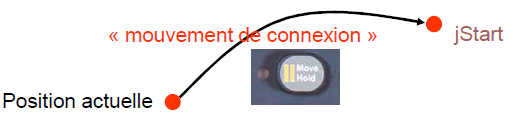 « mouvement de connexion »
jStart
Move
Hold
Position actuelle